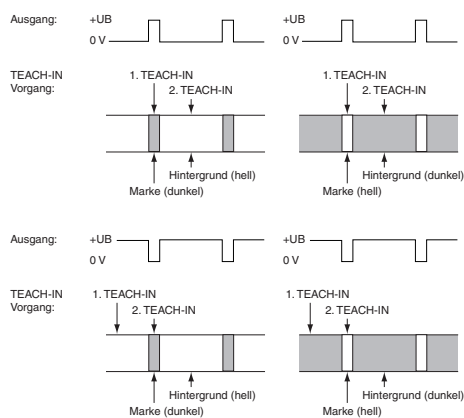 Ausgang: +UB +UB
0 V 0 V
TEACH-IN 1. TEACH-IN 1. TEACH-IN
Vorgang: 2. TEACH-IN 2. TEACH-IN
Hintergrund (hell) Hintergrund (dunkel)
Marke (dunkel) Marke (hell)
Ausgang: +UB +UB
0 V 0 V
TEACH-IN 1. TEACH-IN 1. TEACH-IN
Vorgang: 2. TEACH-IN 2. TEACH-IN
Hintergrund (hell) Hintergrund (dunkel)
Marke (dunkel) Marke (hell)